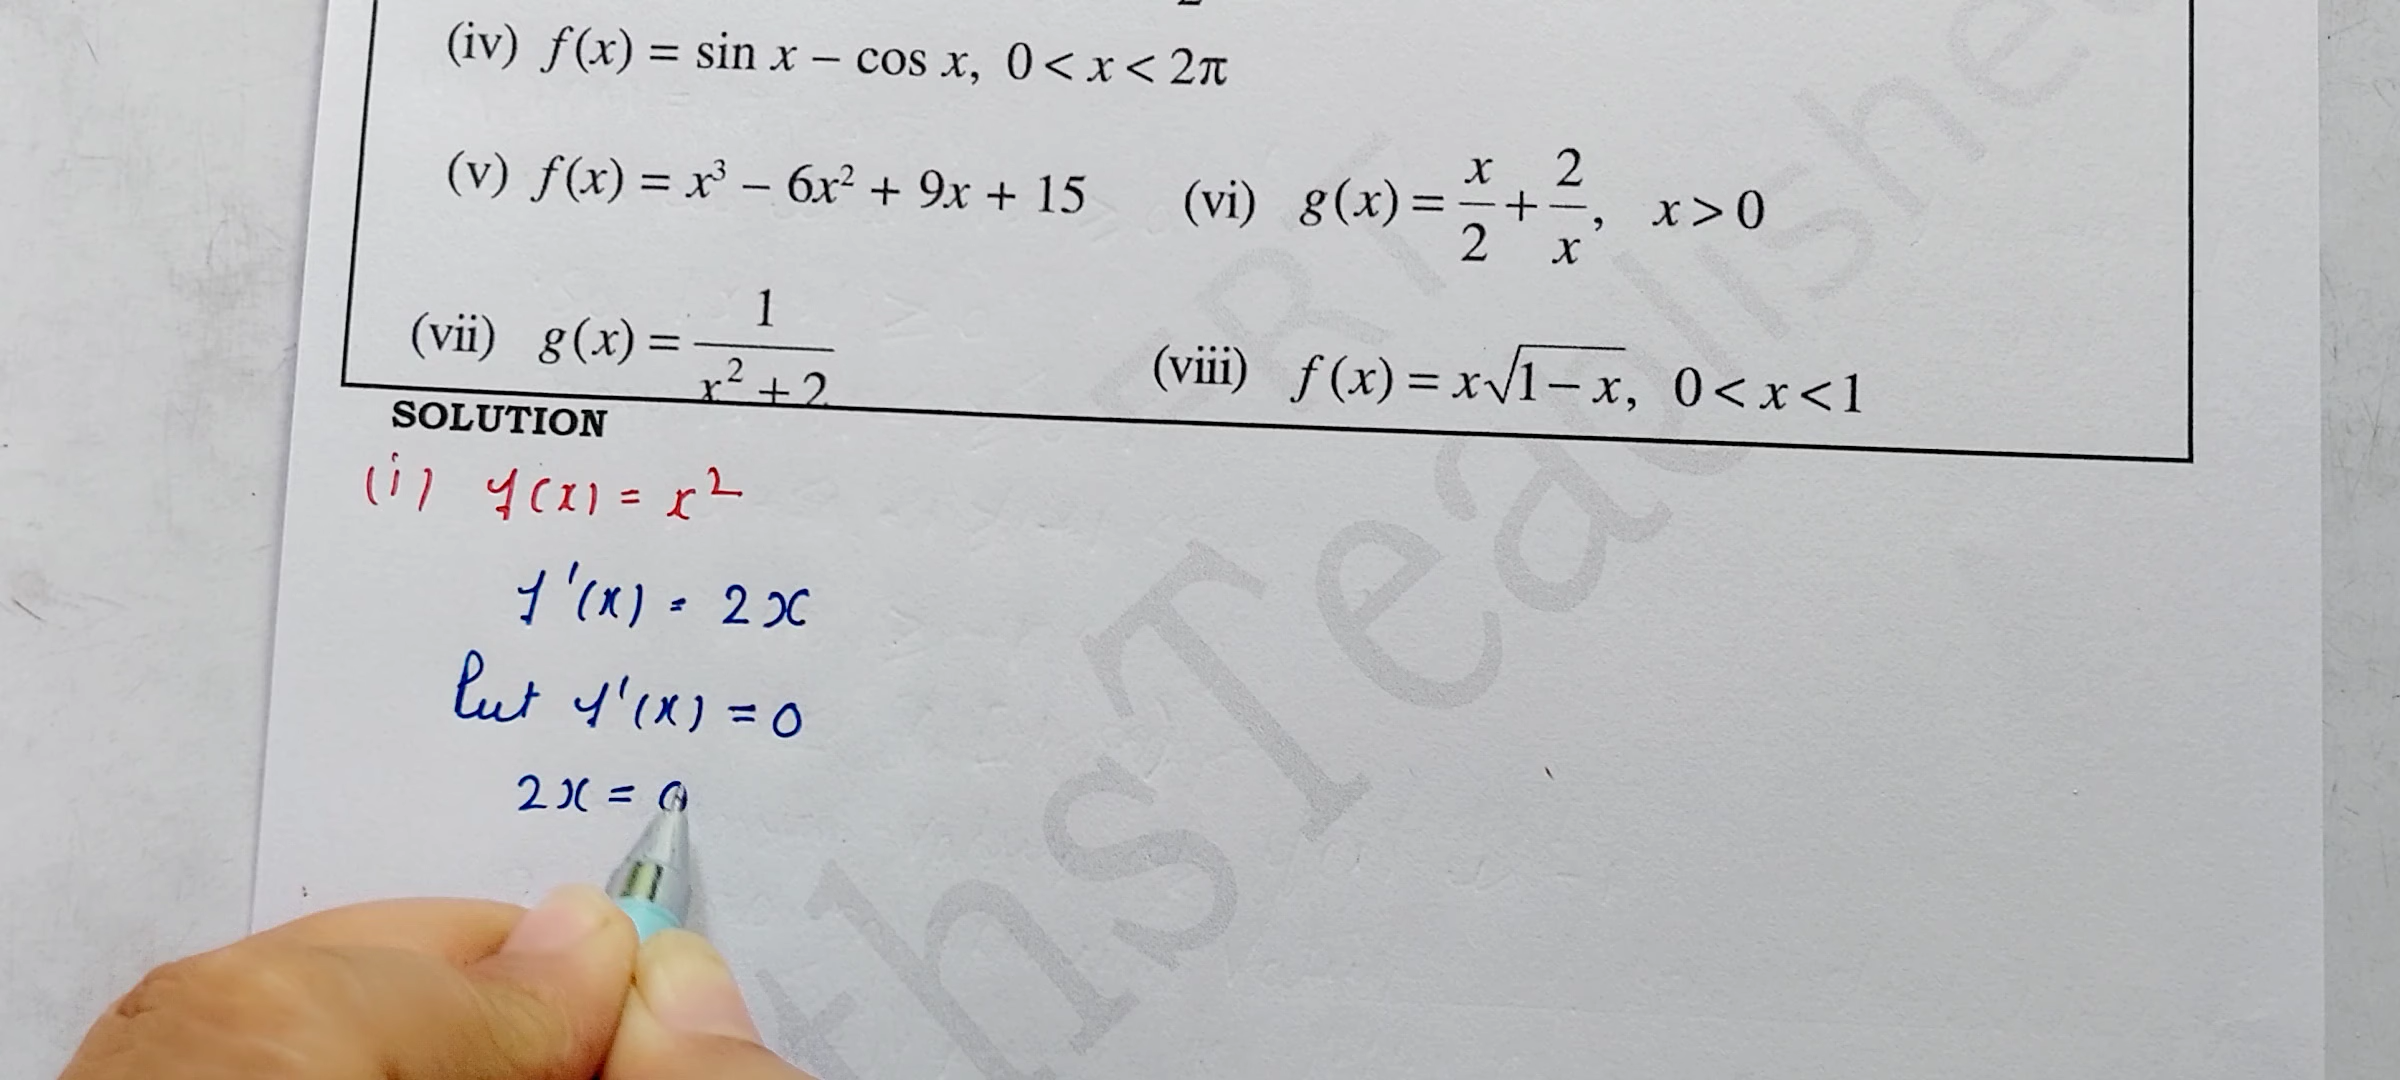 (iv) f(x) = sin x – cos x, 0 < x < 2π
(v) f(x) = x³ – 6x² + 9x + 15 (vi) g(x) = x/2 + 2/x, x > 0
(vii) g(x) = 1/(x² + 2) (viii) f(x) = x√(1 – x), 0 < x < 1
SOLUTION
(i) f(x) = x²
f'(x) = 2x
Put f'(x) = 0
2x = 0